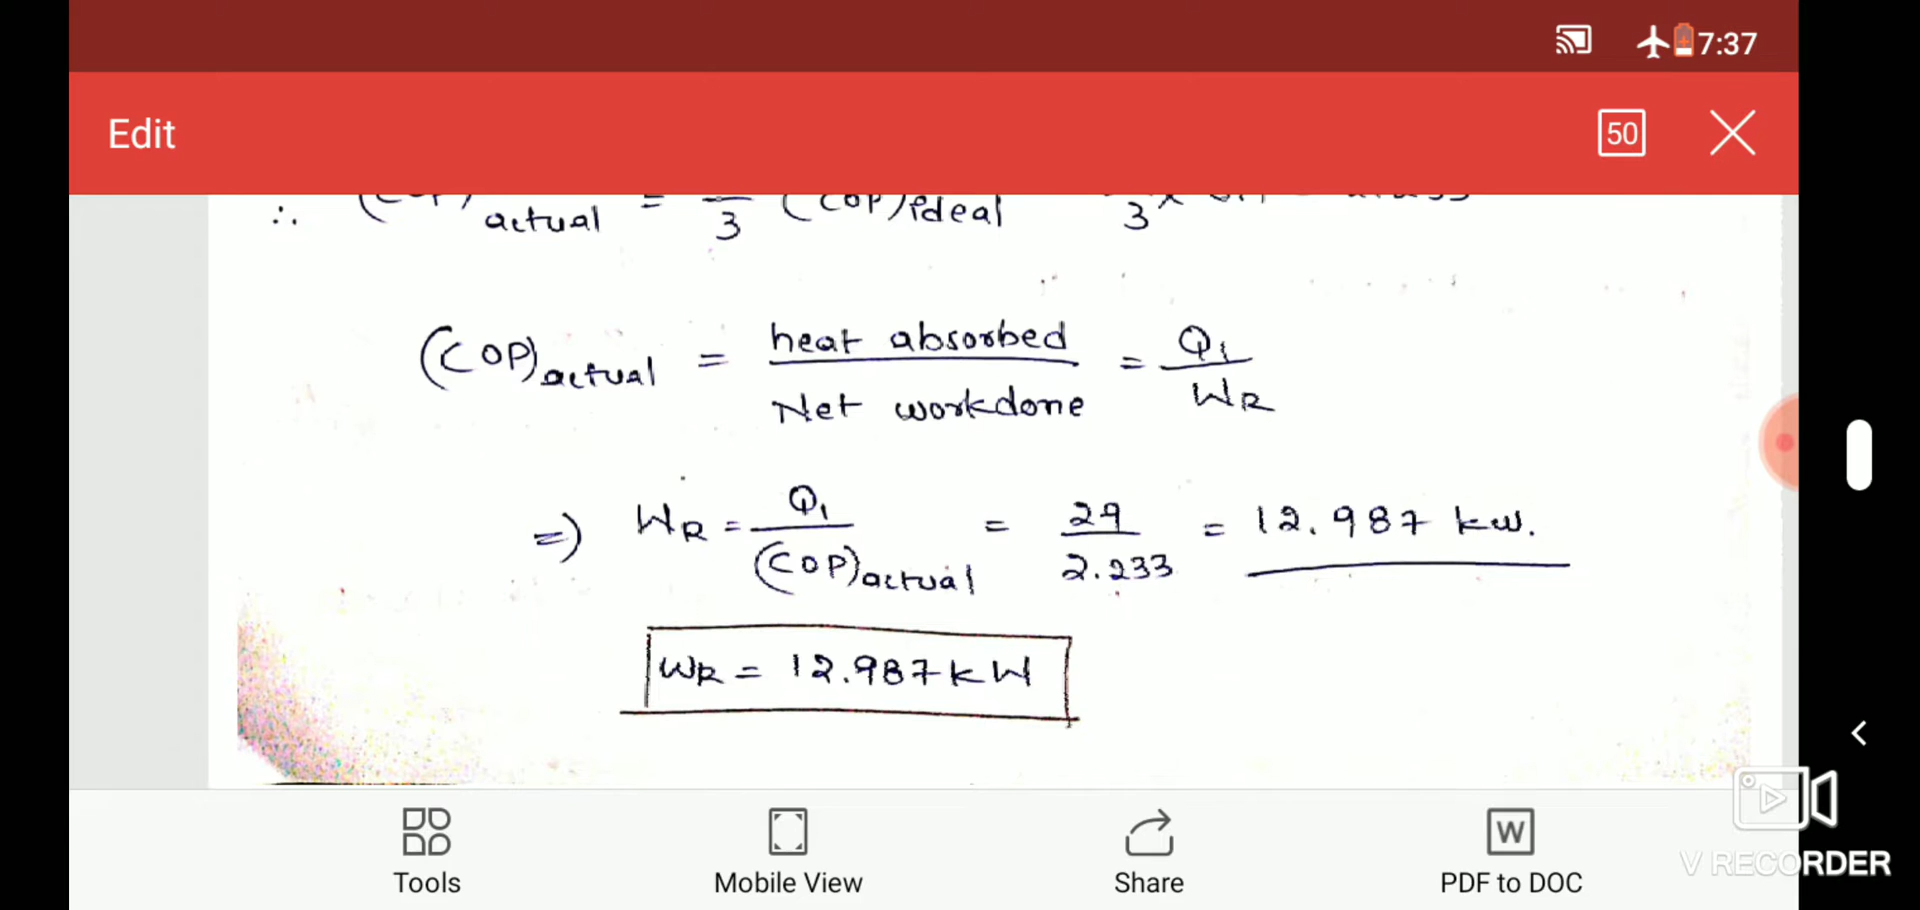 7:37
Edit
50
∴ actual = 3 (COP)ideal 3 ×
(COP)actual = heat absorbed / Net workdone = Q1 / WR
=) WR = Q1 / (COP)actual = 29 / 2.233 = 12.987 kw.
WR = 12.987 kW
Tools
Mobile View
Share
W
PDF to DOC
V RECORDER